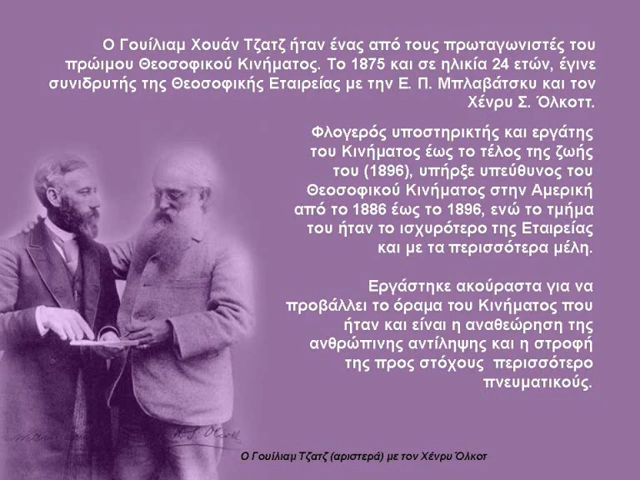 Ο Γουίλιαμ Χουάν Τζατζ ήταν ένας από τους πρωταγωνιστές του
πρώιμου Θεοσοφικού Κινήματος. Το 1875 και σε ηλικία 24 ετών, έγινε
συνιδρυτής της Θεοσοφικής Εταιρείας με την Ε. Π. Μπλαβάτσκυ και τον
Χένρυ Σ. Όλκοττ.
Φλογερός υποστηρικτής και εργάτης
του Κινήματος έως το τέλος της ζωής
του (1896), υπήρξε υπεύθυνος του
Θεοσοφικού Κινήματος στην Αμερική
από το 1886 έως το 1896, ενώ το τμήμα
του ήταν το ισχυρότερο της Εταιρείας
και με τα περισσότερα μέλη.
Εργάστηκε ακούραστα για να
προβάλλει το όραμα του Κινήματος που
ήταν και είναι η αναθεώρηση της
ανθρώπινης αντίληψης και η στροφή
της προς στόχους περισσότερο
πνευματικούς.
Ο Γουίλιαμ Τζατζ (αριστερά) με τον Χένρυ Όλκοτ